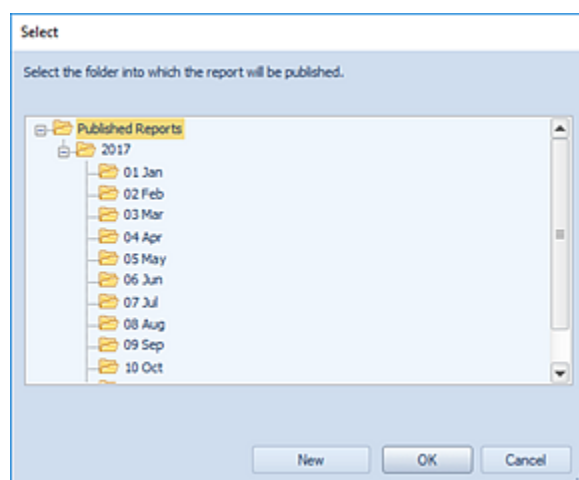 Select
Select the folder into which the report will be published.
Published Reports
2017
01 Jan
02 Feb
03 Mar
04 Apr
05 May
06 Jun
07 Jul
08 Aug
09 Sep
10 Oct
New OK Cancel